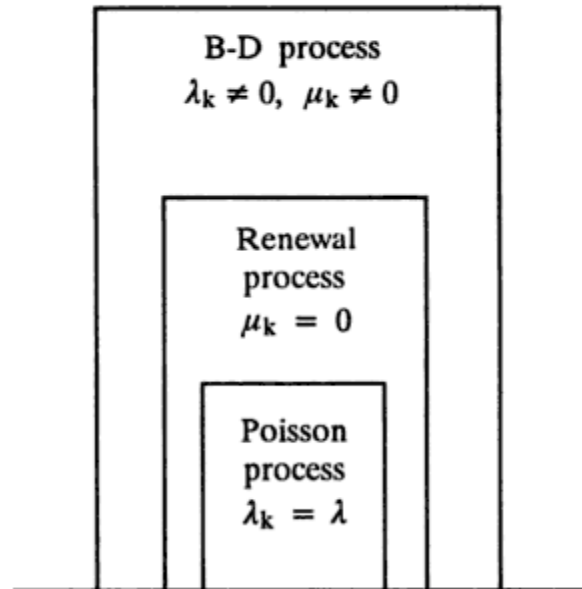 B-D process
λk ≠ 0, μk ≠ 0
Renewal
process
μk = 0
Poisson
process
λk = λ